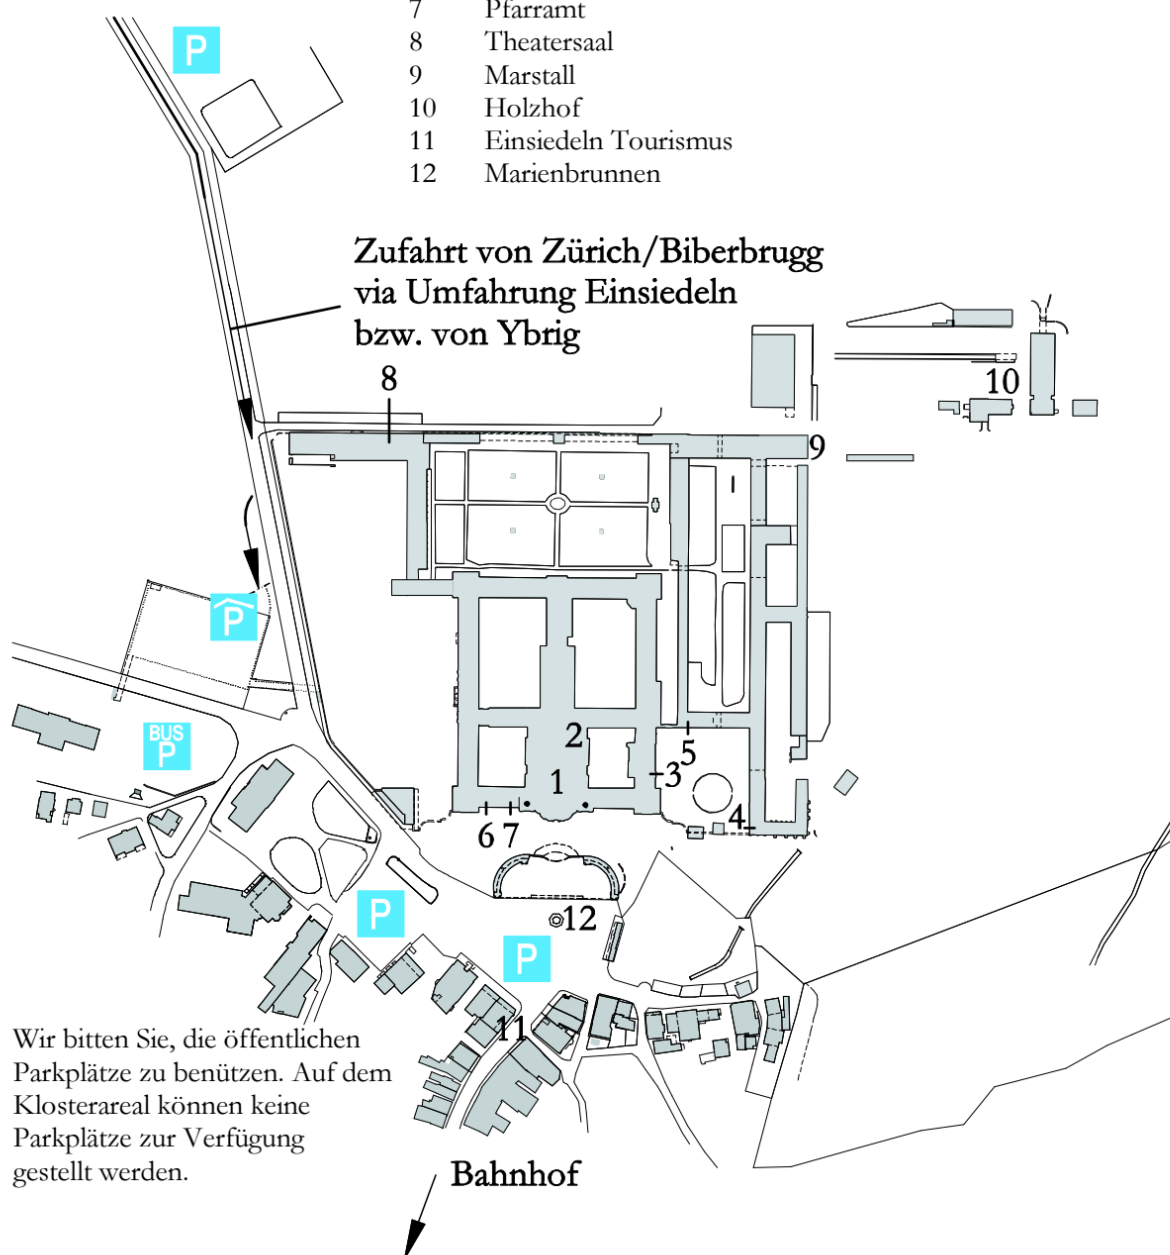 7 Pfarramt
8 Theatersaal
9 Marstall
10 Holzhof
11 Einsiedeln Tourismus
12 Marienbrunnen
P
Zufahrt von Zürich/Biberbrugg
via Umfahrung Einsiedeln
bzw. von Ybrig
8
10
9
P
BUS
P
2
5
1
3
4
6 7
P
12
P
11
Wir bitten Sie, die öffentlichen
Parkplätze zu benützen. Auf dem
Klosterareal können keine
Parkplätze zur Verfügung
gestellt werden.
Bahnhof